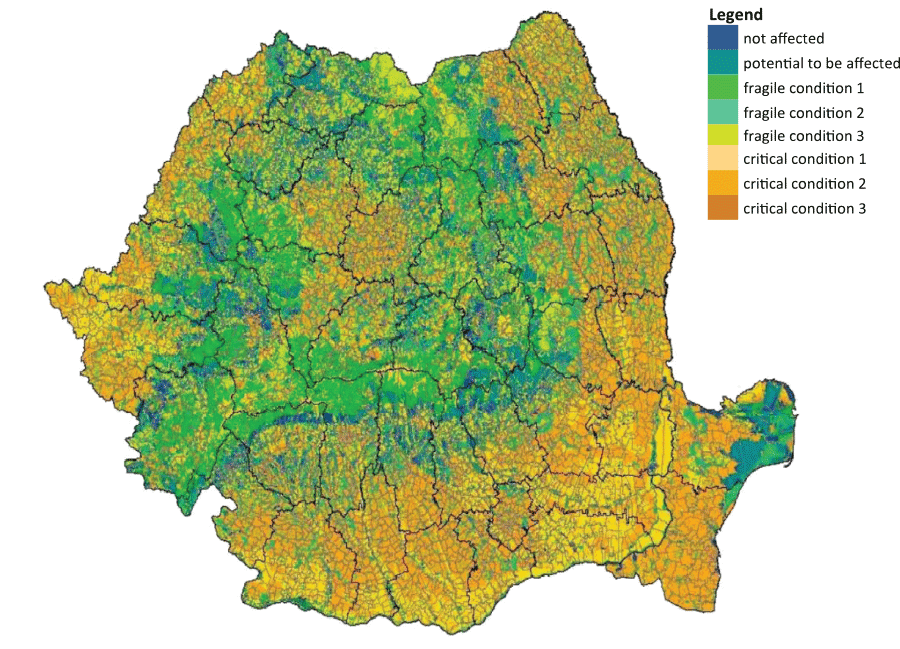 Legend
not affected
potential to be affected
fragile condition 1
fragile condition 2
fragile condition 3
critical condition 1
critical condition 2
critical condition 3